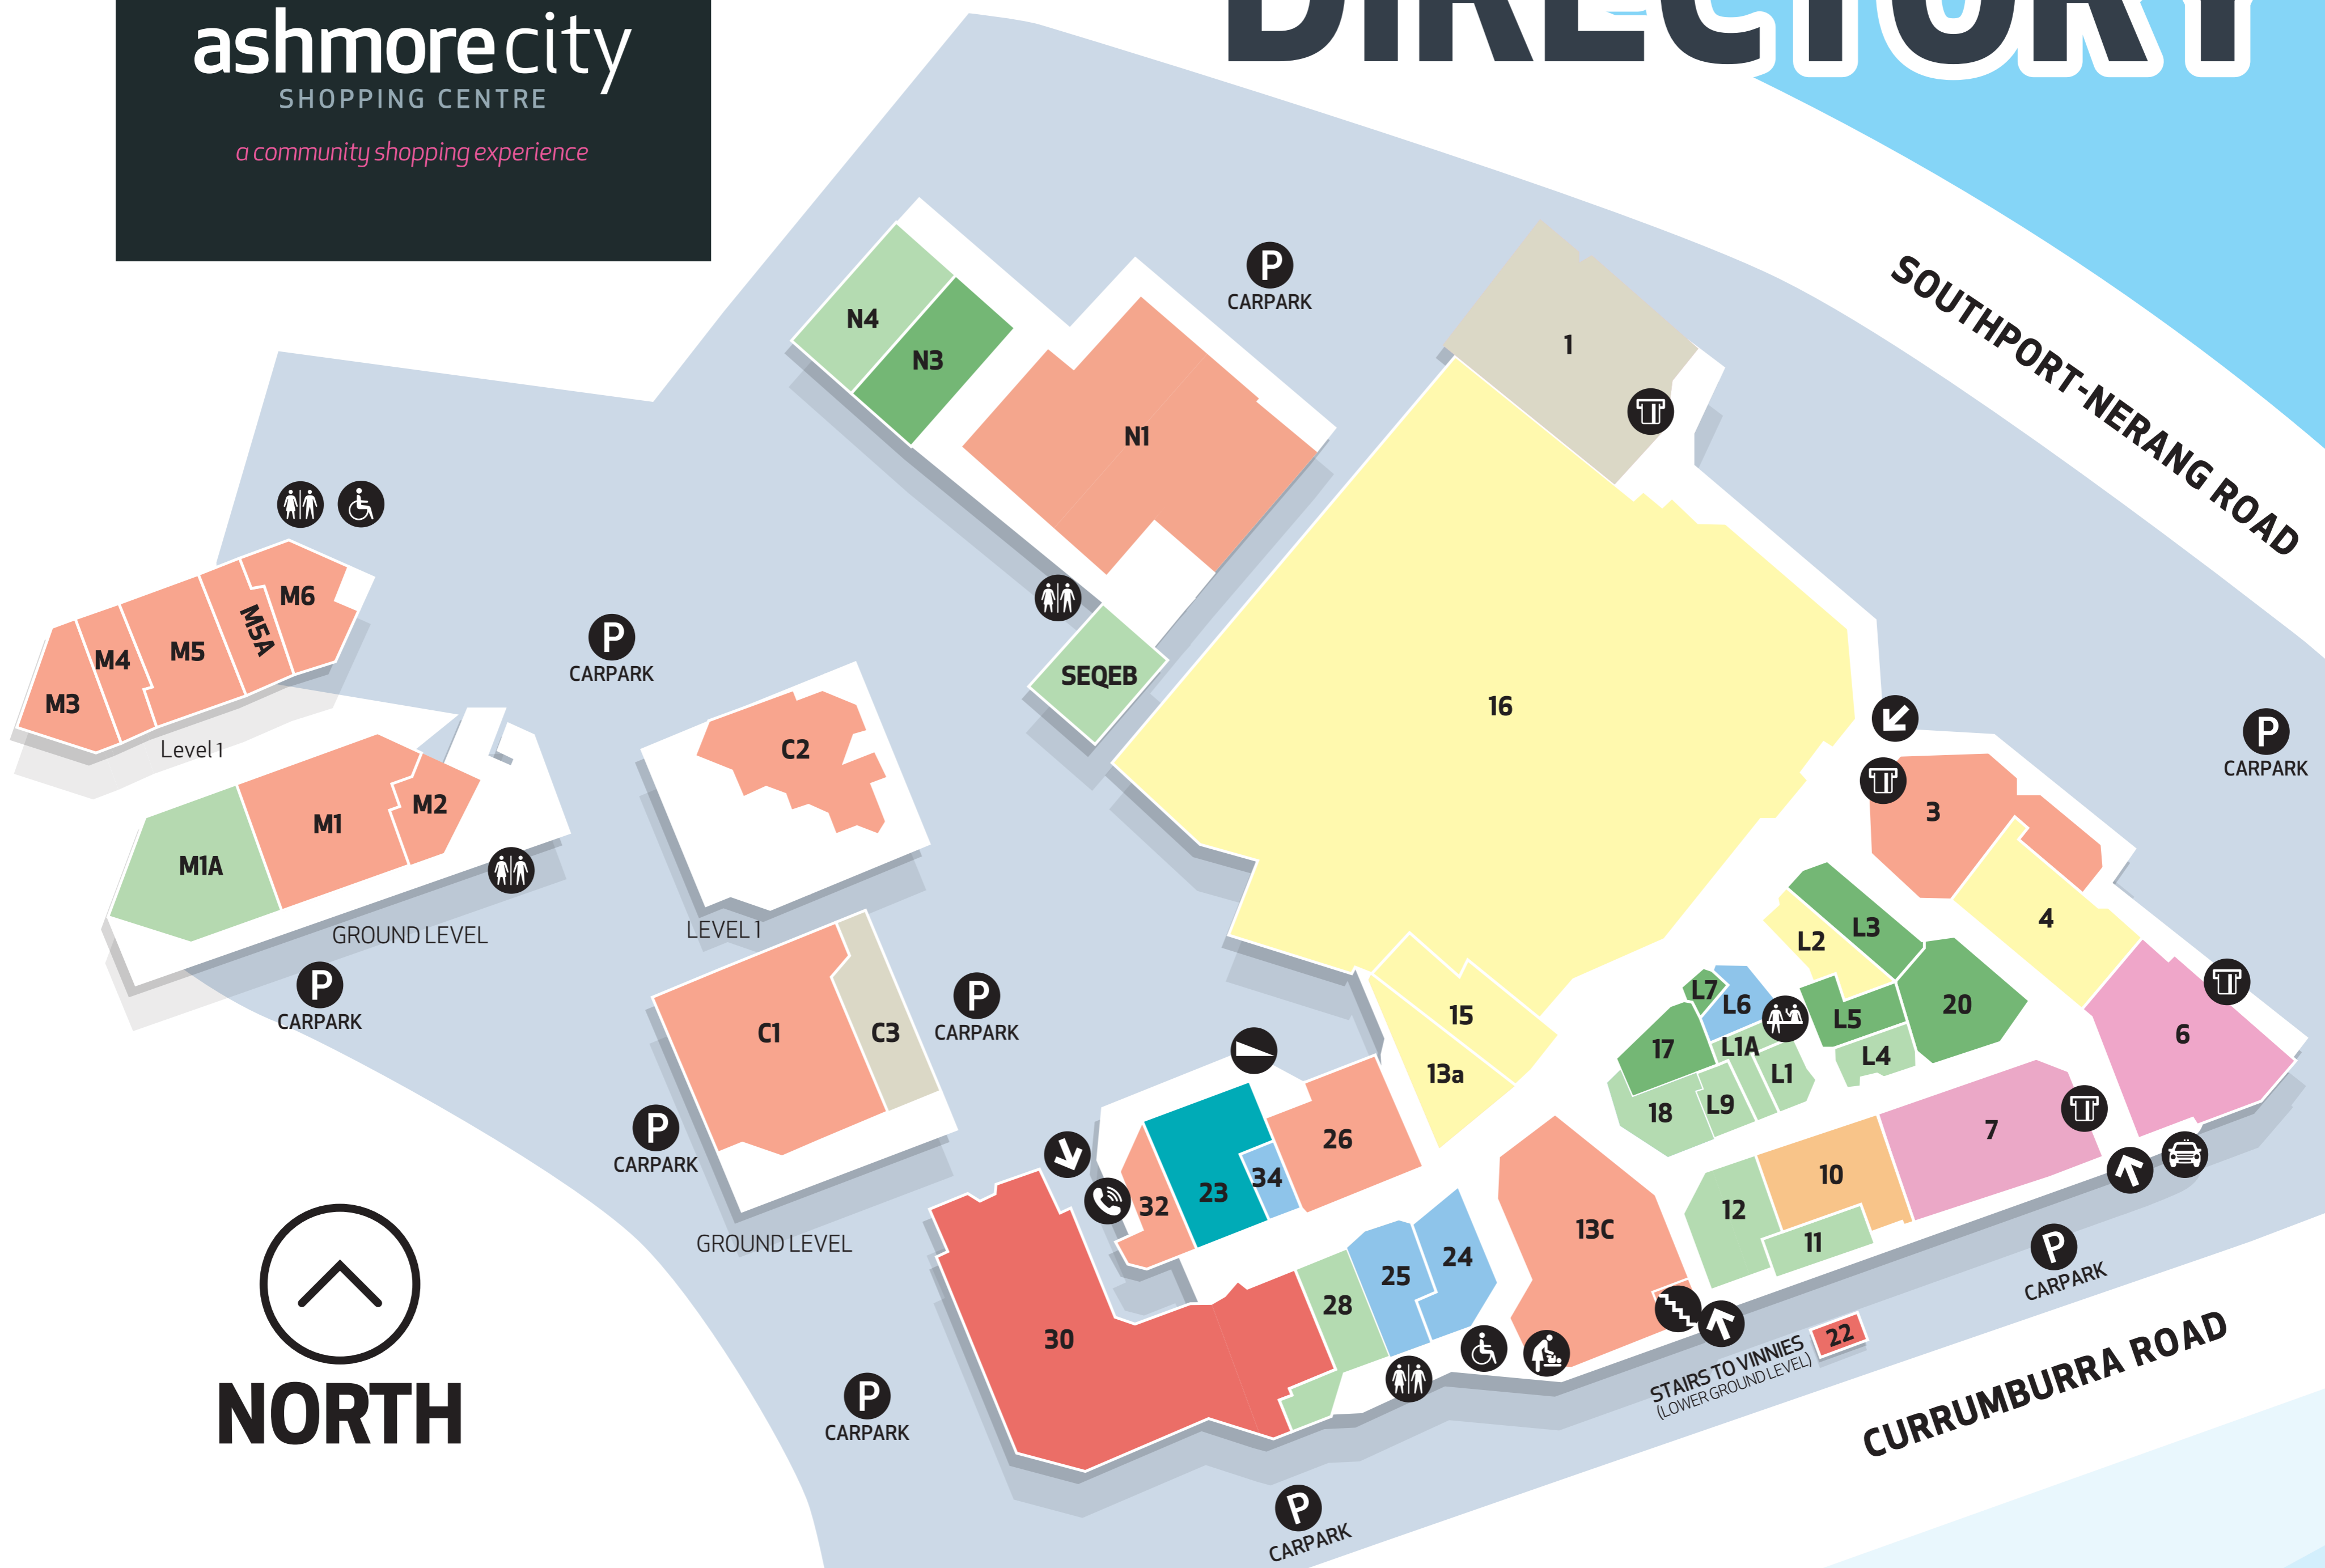 ashmorecity
SHOPPING CENTRE
a community shopping experience
DIRECTORY
SOUTHPORT-NERANG ROAD
P
CARPARK
N4
N3
N1
1
SEQEB
16
M6
M5A
M5
M4
M3
Level 1
P
CARPARK
M2
M1
M1A
GROUND LEVEL
P
CARPARK
C2
LEVEL 1
C1
C3
GROUND LEVEL
P
CARPARK
P
CARPARK
P
CARPARK
3
4
L3
L2
20
L5
L4
L7
L6
L1A
L1
17
18
L9
6
7
10
11
12
15
13a
13C
26
34
23
32
24
25
28
30
22
STAIRS TO VINNIES
(LOWER GROUND LEVEL)
P
CARPARK
CURRUMBURRA ROAD
P
CARPARK
P
CARPARK
NORTH